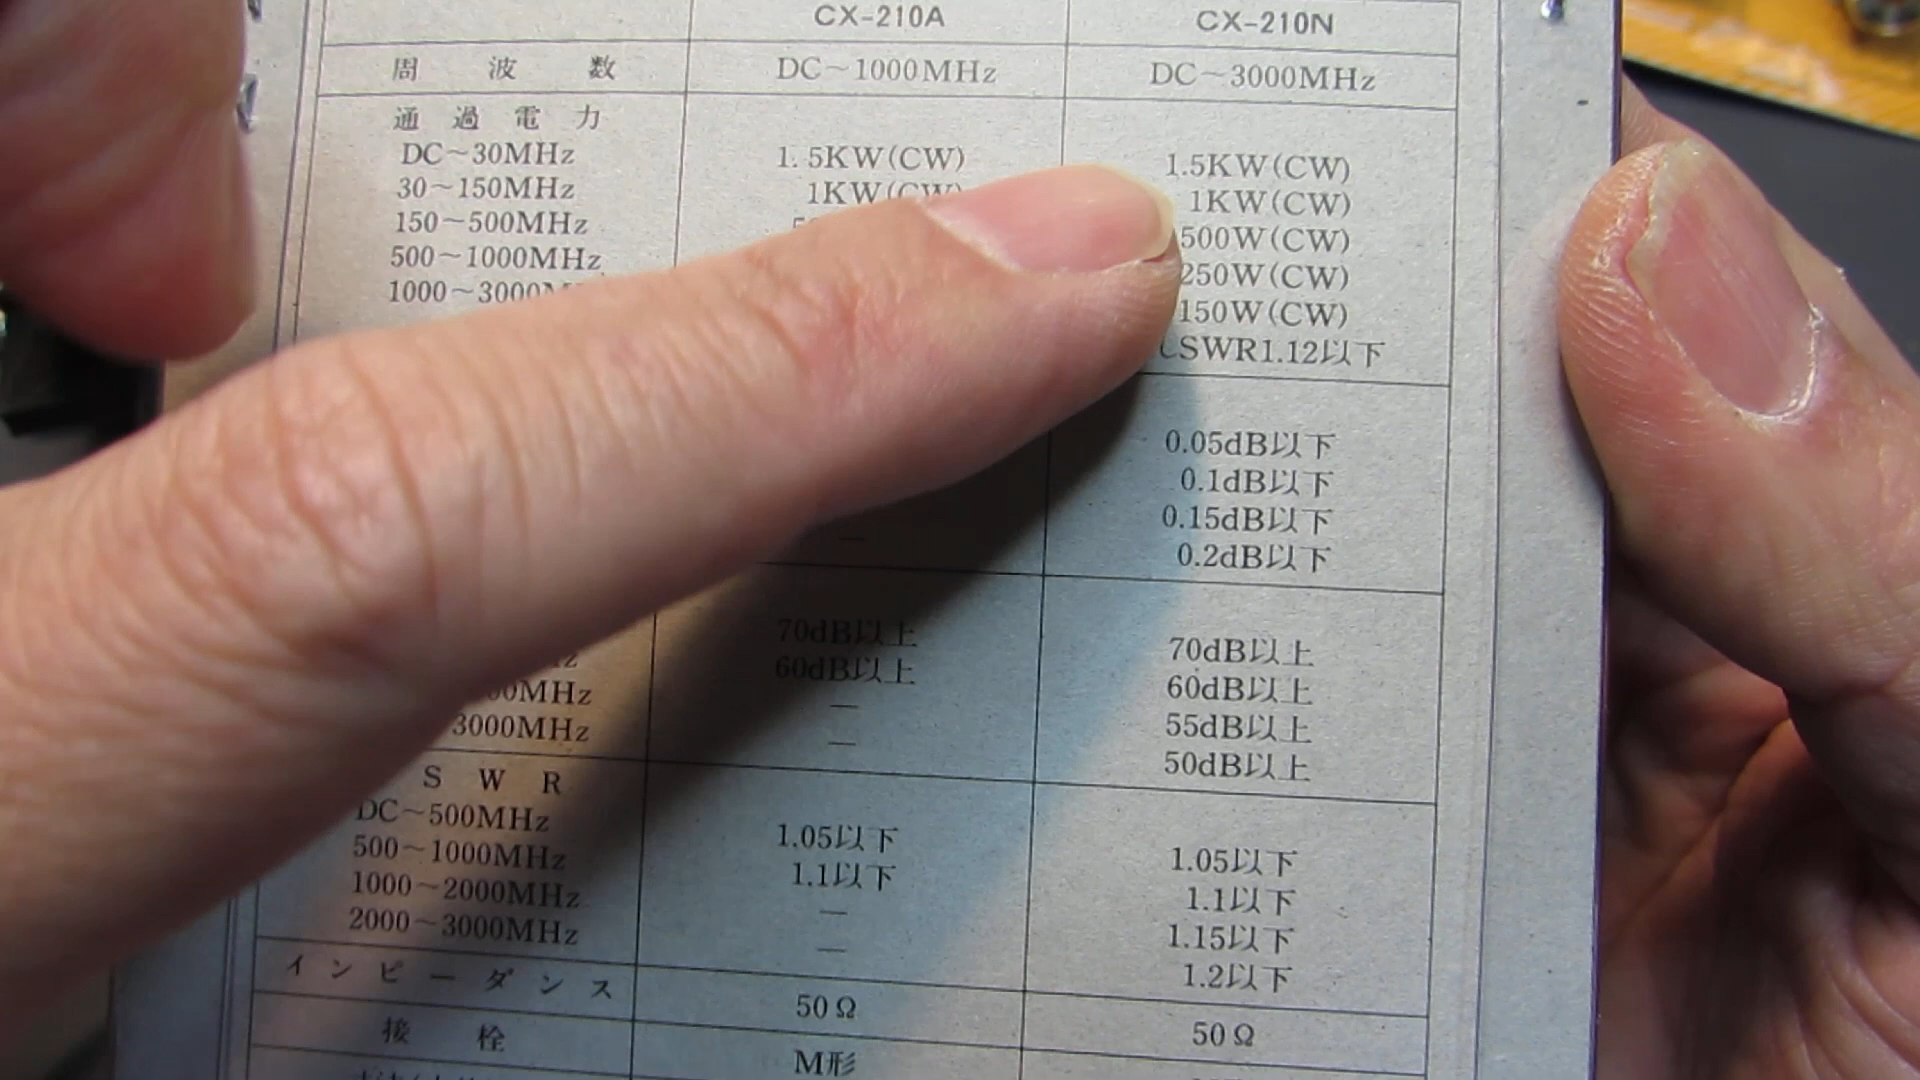 CX-210A CX-210N
周波数 DC~1000MHz DC~3000MHz
通過電力
DC~30MHz 1.5KW(CW) 1.5KW(CW)
30~150MHz 1KW(CW) 1KW(CW)
150~500MHz 500W(CW)
500~1000MHz 250W(CW)
1000~ 150W(CW)
SWR1.12以下
0.05dB以下
0.1dB以下
0.15dB以下
— 0.2dB以下
70dB以上 70dB以上
60dB以上 60dB以上
— 55dB以上
3000MHz — 50dB以上
SWR
DC~500MHz 1.05以下 1.05以下
500~1000MHz 1.1以下 1.1以下
1000~2000MHz — 1.15以下
2000~3000MHz — 1.2以下
インピーダンス 50Ω 50Ω
接栓 M形